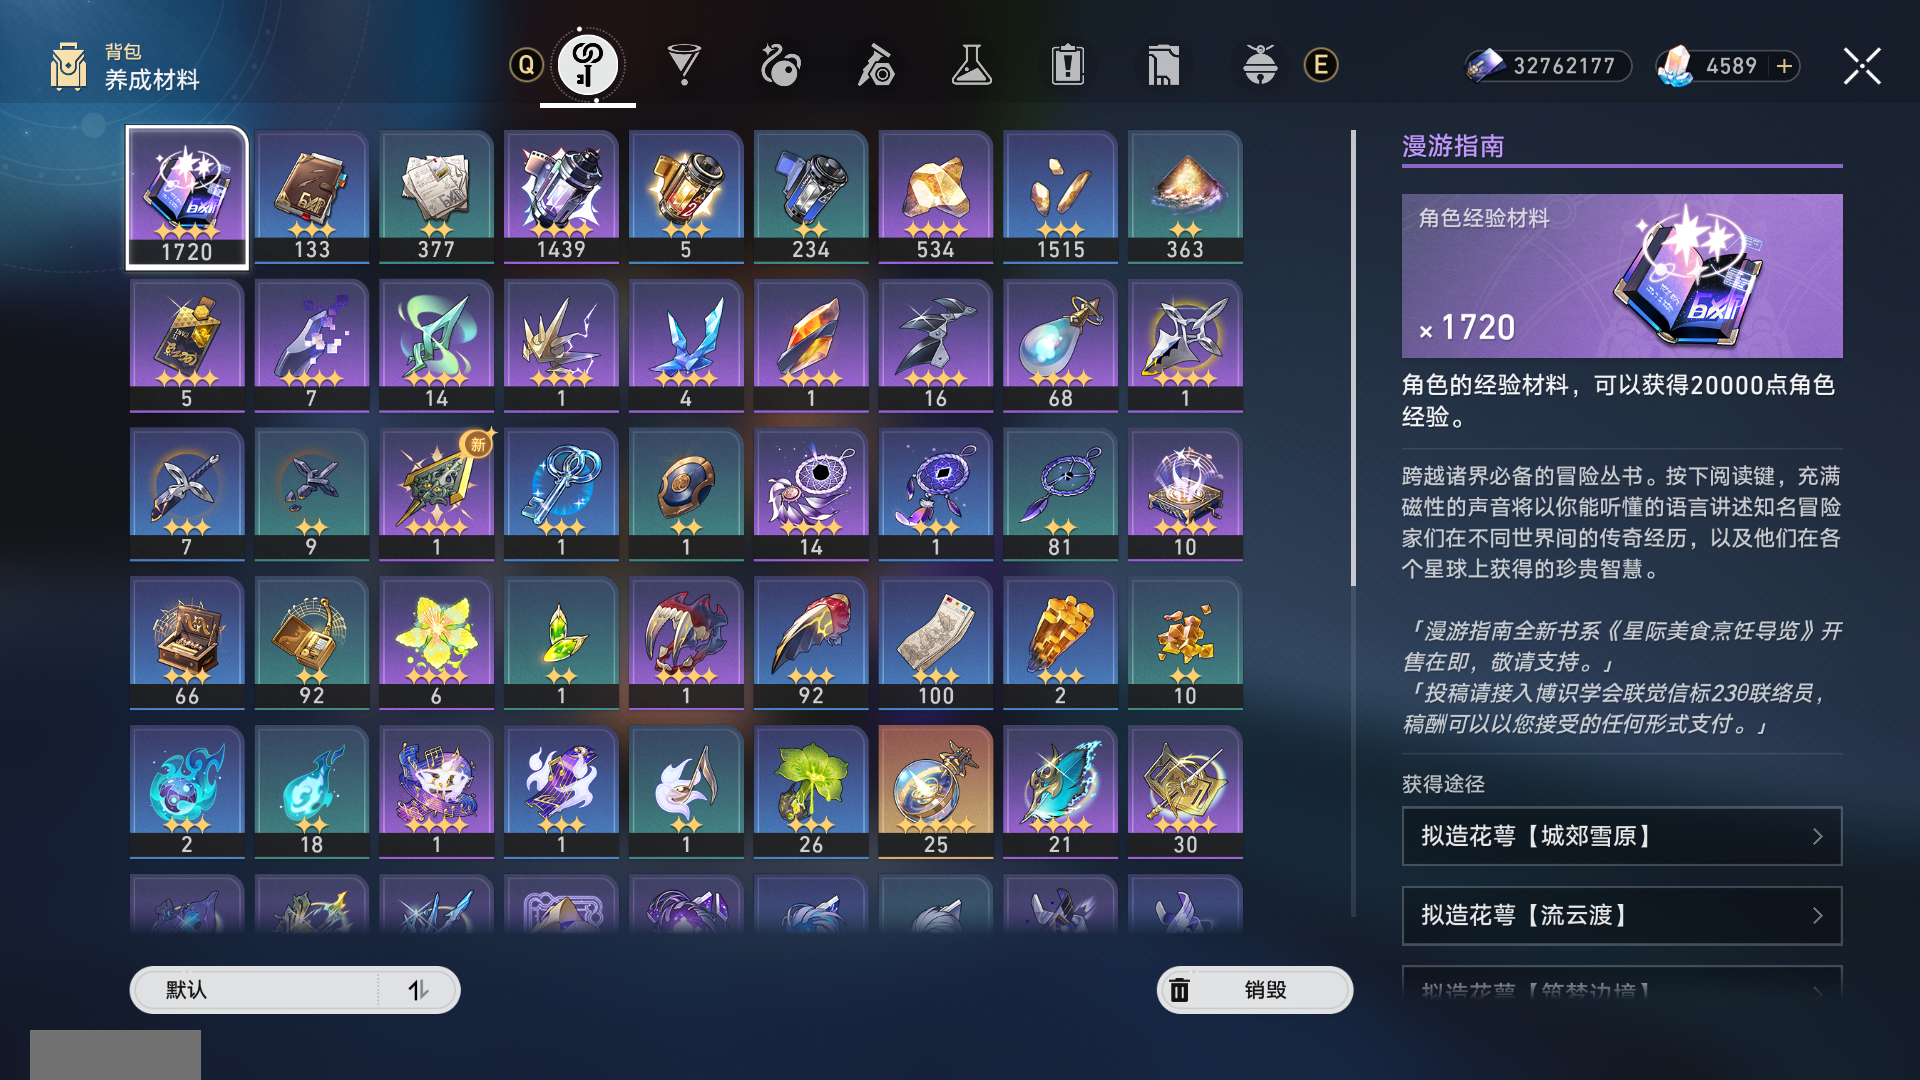 背包
养成材料
Q
E
32762177
4589
1720
133
377
1439
5
234
534
1515
363
5
7
14
1
4
1
16
68
1
7
9
新
1
1
1
14
1
81
10
66
92
6
1
1
92
100
2
10
2
18
1
1
1
26
25
21
30
默认
销毁
漫游指南
角色经验材料
× 1720
角色的经验材料，可以获得20000点角色
经验。
跨越诸界必备的冒险丛书。按下阅读键，充满
磁性的声音将以你能听懂的语言讲述知名冒险
家们在不同世界间的传奇经历，以及他们在各
个星球上获得的珍贵智慧。
「漫游指南全新书系《星际美食烹饪导览》开
售在即，敬请支持。」
「投稿请接入博识学会联觉信标230联络员，
稿酬可以以您接受的任何形式支付。」
获得途径
拟造花萼【城郊雪原】
拟造花萼【流云渡】
拟造花萼【筑梦边境】